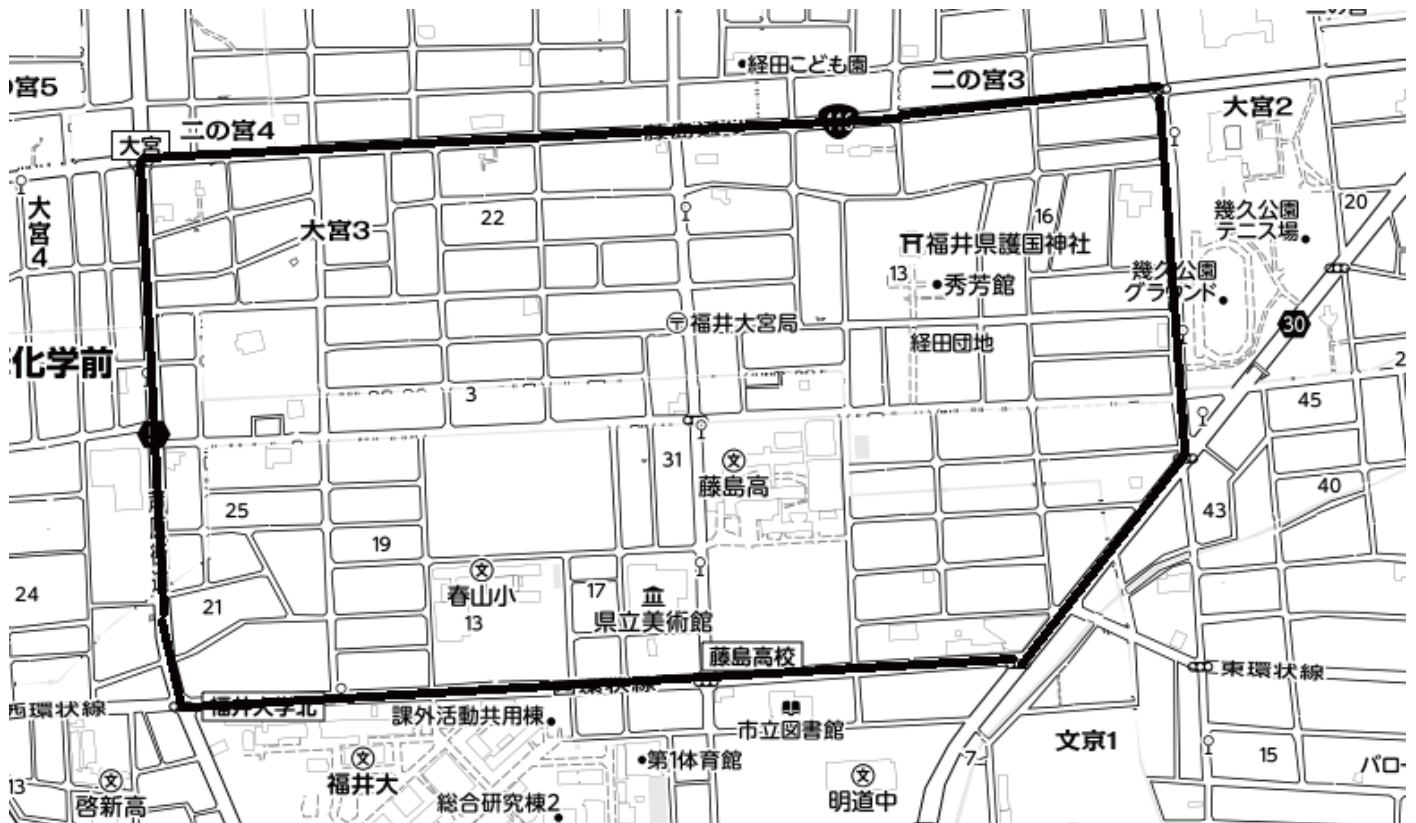 経田こども園
二の宮3
大宮2
二の宮4
大宮
大宮4
大宮3
22
16
20
幾久公園
テニス場
福井県護国神社
13
秀芳館
幾久公園
グラウンド
30
福井大宮局
経田団地
化学前
3
45
31
藤島高
40
43
25
19
24
21
春山小
13
17
県立美術館
藤島高校
東環状線
福井大学北
西環状線
課外活動共用棟
市立図書館
文京1
7
15
第1体育館
福井大
13
啓新高
総合研究棟2
明道中
パロー